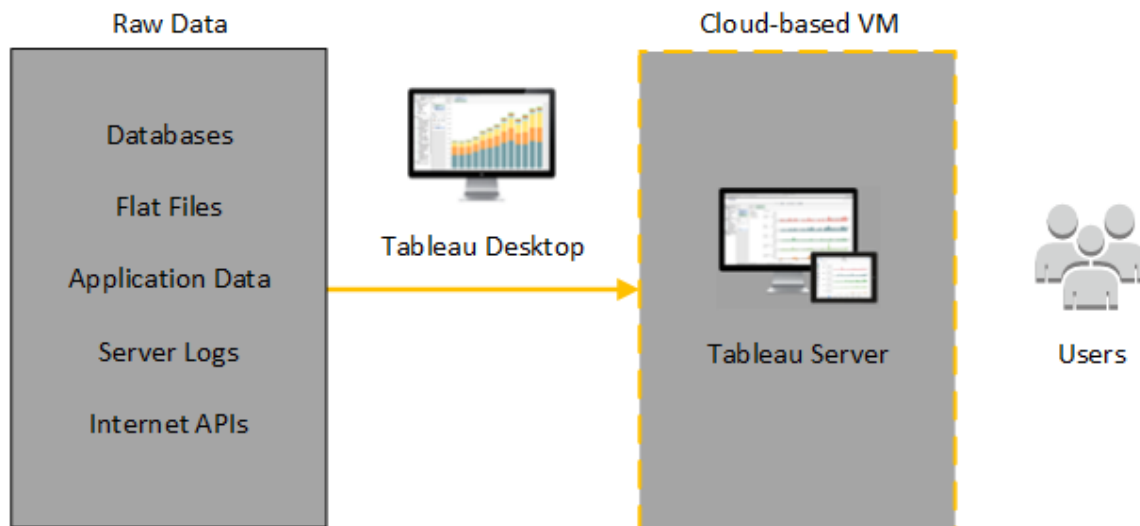 Raw Data
Cloud-based VM
Databases
Flat Files
Application Data
Server Logs
Internet APIs
Tableau Desktop
Tableau Server
Users